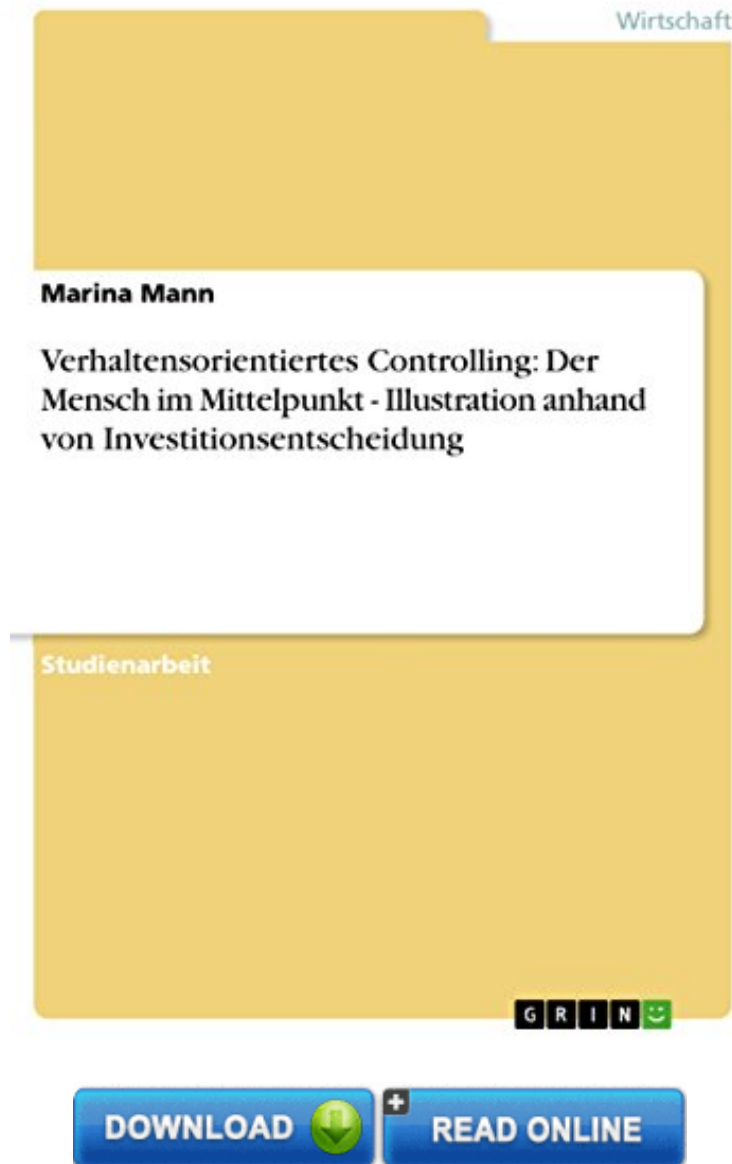 Wirtschaft
Marina Mann
Verhaltensorientiertes Controlling: Der
Mensch im Mittelpunkt - Illustration anhand
von Investitionsentscheidung
Studienarbeit
GRIN
DOWNLOAD
READ ONLINE